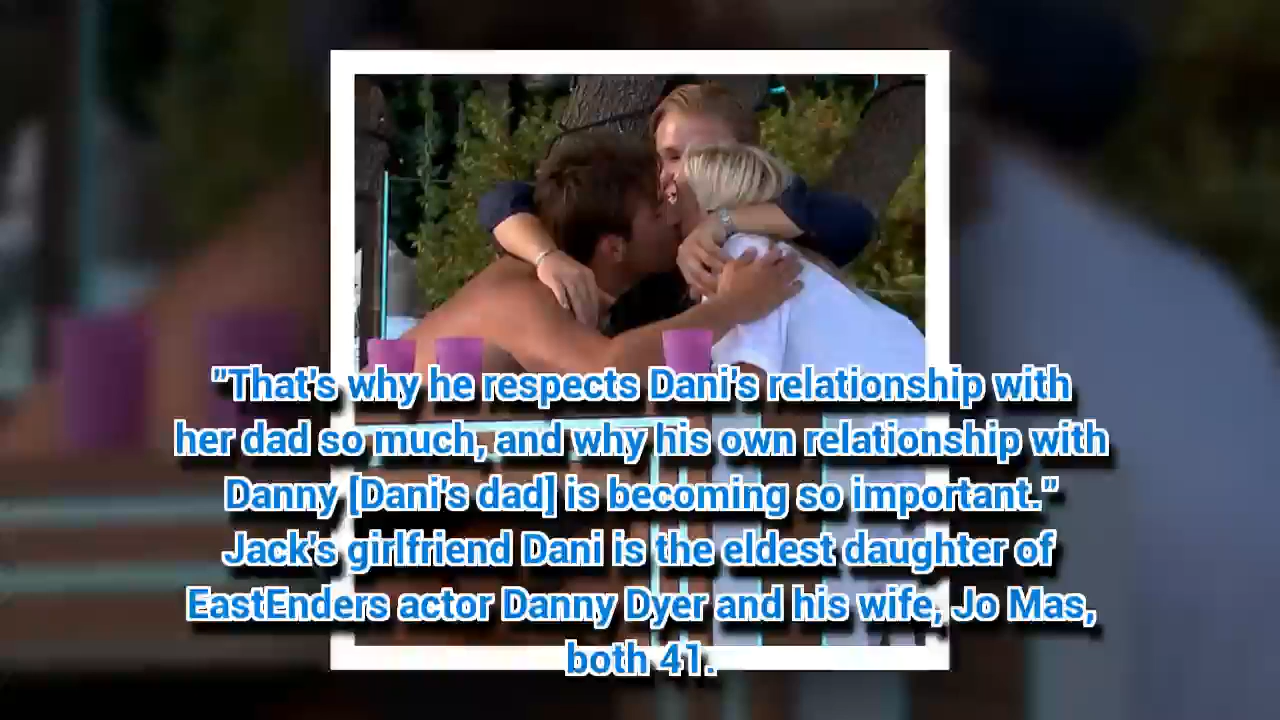 "That's why he respects Dani's relationship with
her dad so much, and why his own relationship with
Danny [Dani's dad] is becoming so important."
Jack's girlfriend Dani is the eldest daughter of
EastEnders actor Danny Dyer and his wife, Jo Mas,
both 41.